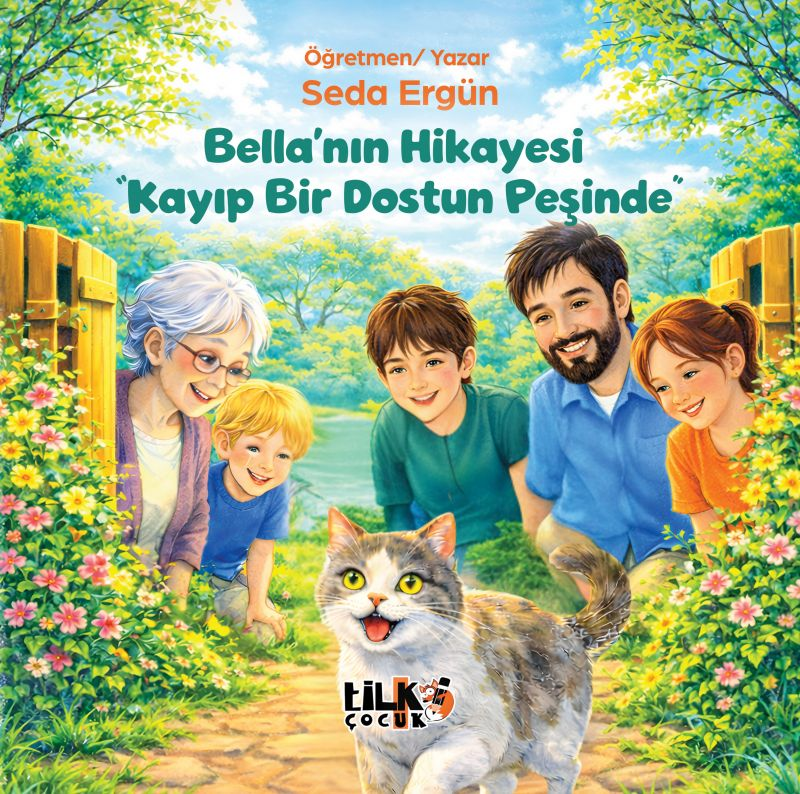 Öğretmen/ Yazar
Seda Ergün
Bella'nın Hikayesi
"Kayıp Bir Dostun Peşinde"
tiLKi
ÇOCUK